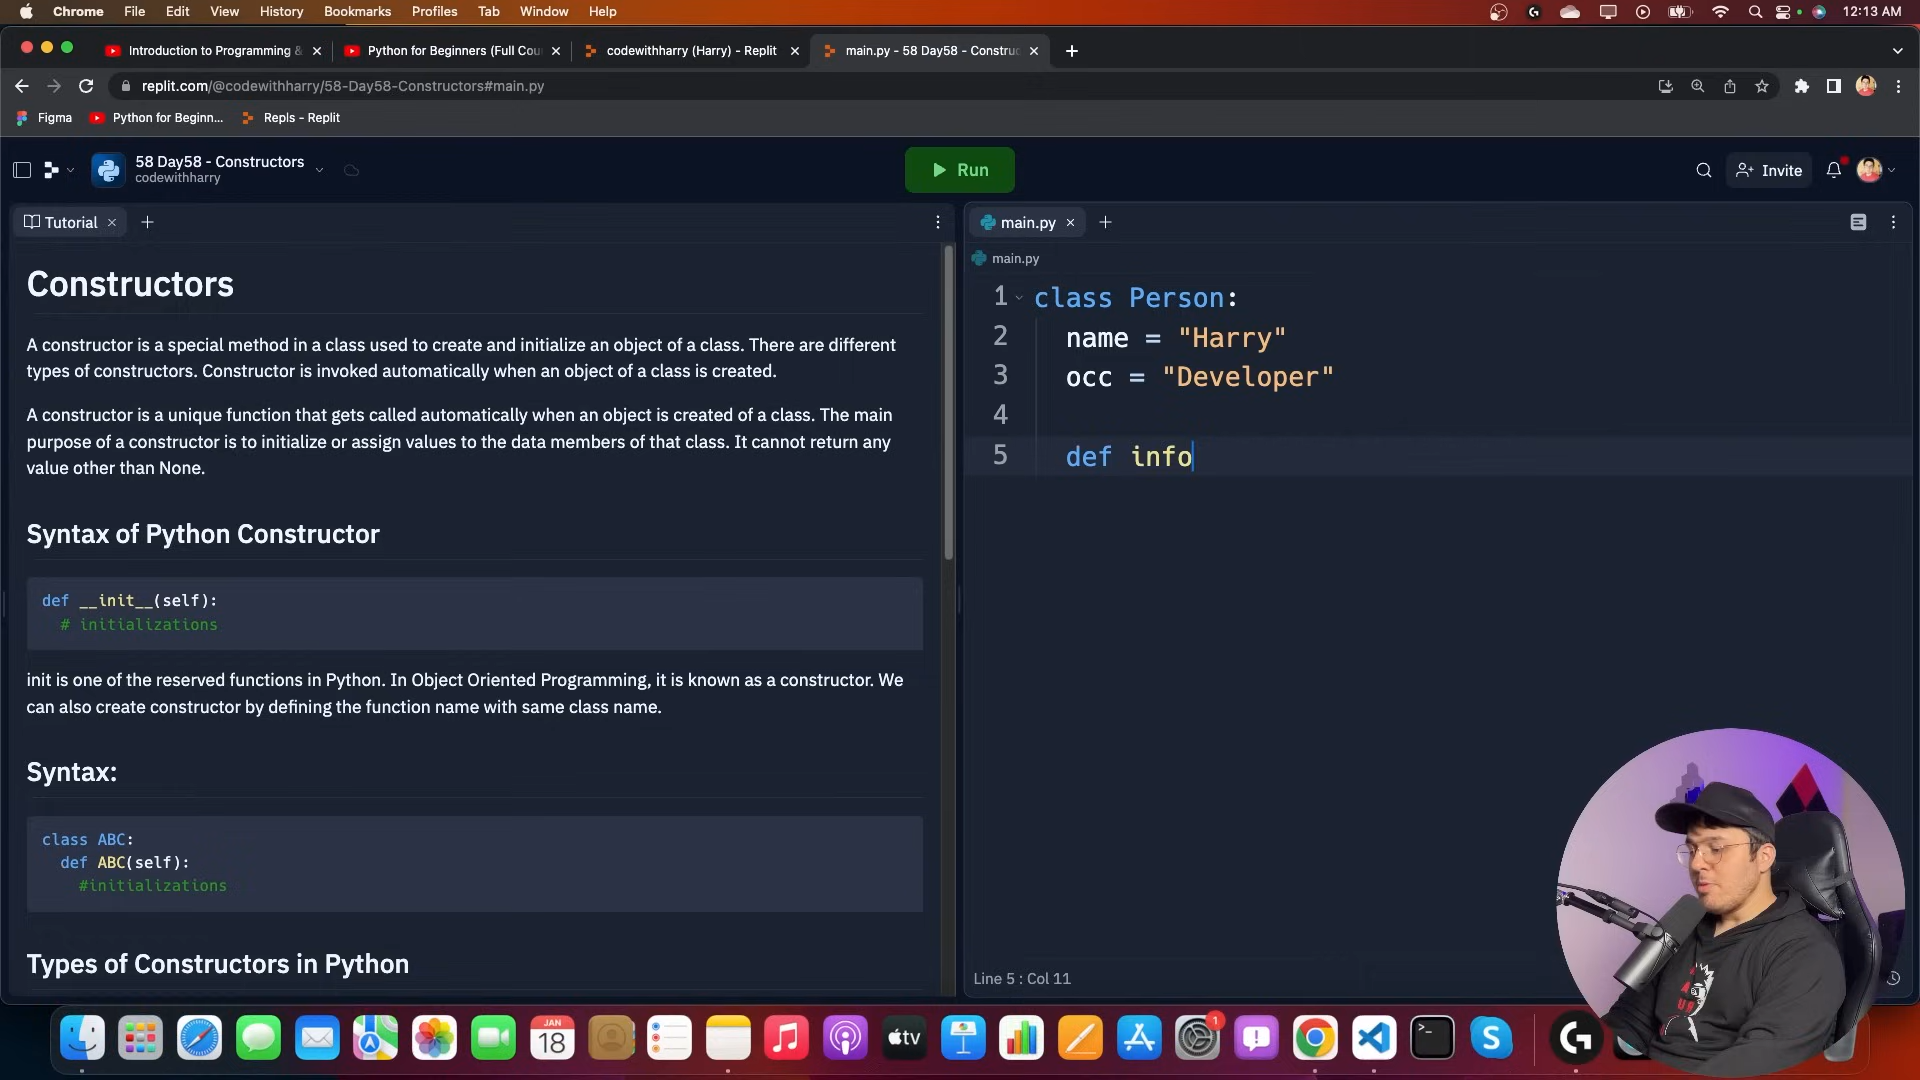 Chrome File Edit View History Bookmarks Profiles Tab Window Help 12:13 AM
Introduction to Programming & Python for Beginners (Full Cou codewithharry (Harry) - Replit main.py - 58 Day58 - Construc
replit.com/@codewithharry/58-Day58-Constructors#main.py
Figma Python for Beginn... Repls - Replit
58 Day58 - Constructors
codewithharry
Run
Invite
Tutorial
Constructors
A constructor is a special method in a class used to create and initialize an object of a class. There are different
types of constructors. Constructor is invoked automatically when an object of a class is created.
A constructor is a unique function that gets called automatically when an object is created of a class. The main
purpose of a constructor is to initialize or assign values to the data members of that class. It cannot return any
value other than None.
Syntax of Python Constructor
def __init__(self):
# initializations
init is one of the reserved functions in Python. In Object Oriented Programming, it is known as a constructor. We
can also create constructor by defining the function name with same class name.
Syntax:
class ABC:
def ABC(self):
#initializations
Types of Constructors in Python
main.py
main.py
1 class Person:
2 name = "Harry"
3 occ = "Developer"
4
5 def info
Line 5 : Col 11
JAN
18
tv
1